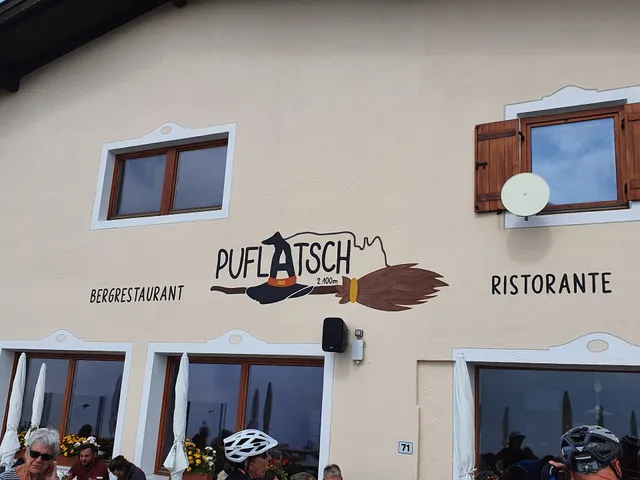 PUFLATSCH
2.100m
BERGRESTAURANT
RISTORANTE
71